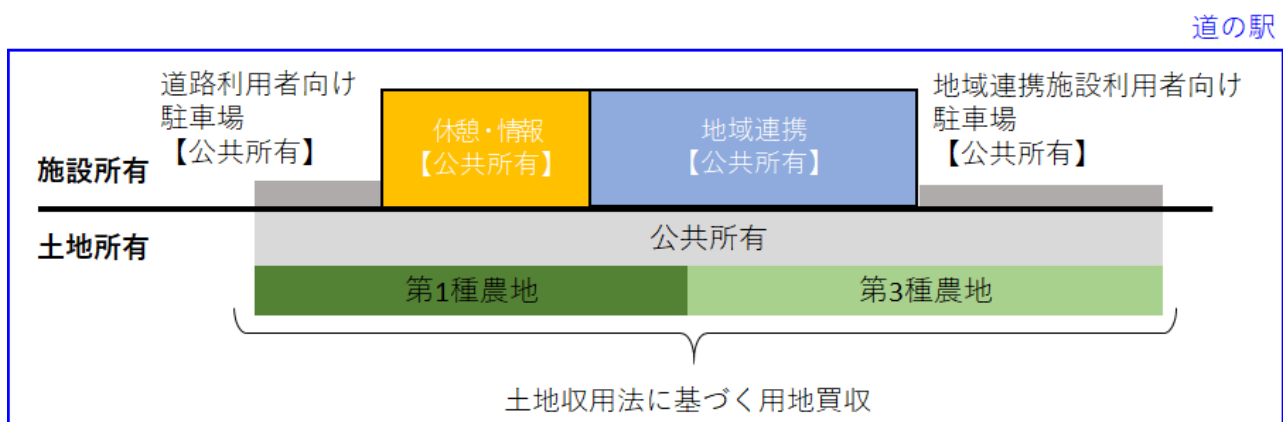 道の駅
道路利用者向け
駐車場
【公共所有】
休憩・情報
【公共所有】
地域連携
【公共所有】
地域連携施設利用者向け
駐車場
【公共所有】
施設所有
土地所有
公共所有
第1種農地
第3種農地
土地収用法に基づく用地買収